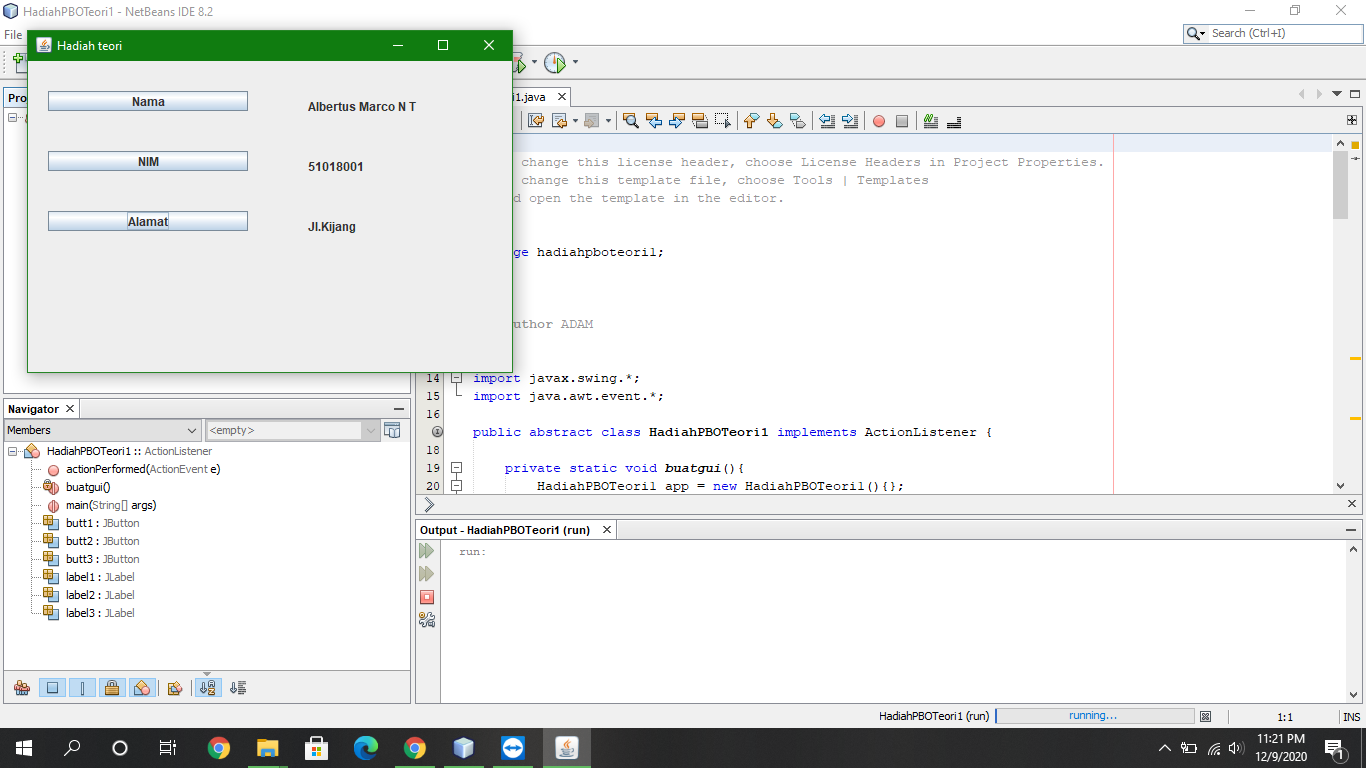 HadiahPBOTeori1 - NetBeans IDE 8.2
File
Search (Ctrl+I)
Hadiah teori
Nama
Albertus Marco N T
NIM
51018001
Alamat
Jl.Kijang
.java
change this license header, choose License Headers in Project Properties.
change this template file, choose Tools | Templates
open the template in the editor.
hadiahpboteori1;
ADAM
14 import javax.swing.*;
15 import java.awt.event.*;
16
public abstract class HadiahPBOTeori1 implements ActionListener {
18
19 private static void buatgui(){
20 HadiahPBOTeori1 app = new HadiahPBOTeori1(){};
Navigator
Members
<empty>
HadiahPBOTeori1 :: ActionListener
actionPerformed(ActionEvent e)
buatgui()
main(String[] args)
butt1 : JButton
butt2 : JButton
butt3 : JButton
label1 : JLabel
label2 : JLabel
label3 : JLabel
Output - HadiahPBOTeori1 (run)
run:
HadiahPBOTeori1 (run)
running...
1:1
INS
11:21 PM
12/9/2020
1